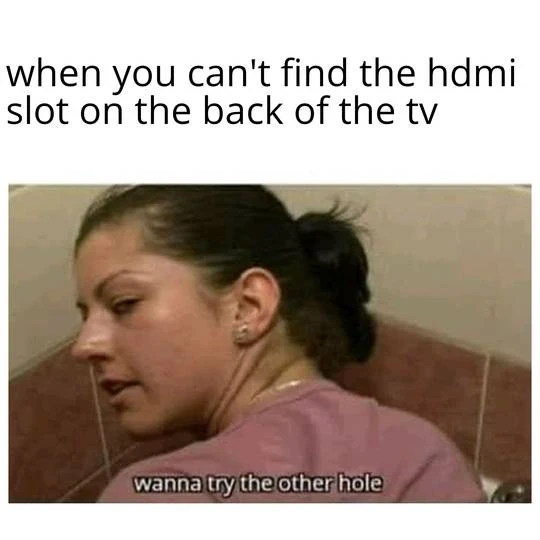 when you can't find the hdmi
slot on the back of the tv
wanna try the other hole